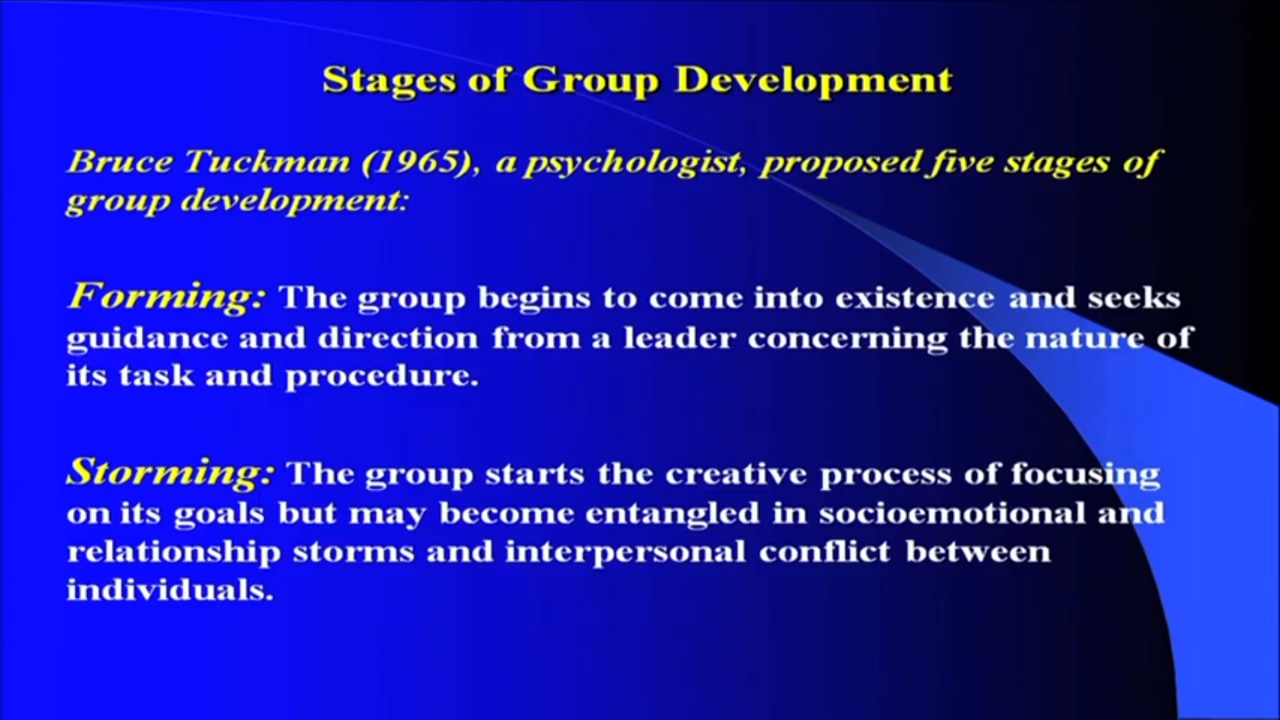 Stages of Group Development
Bruce Tuckman (1965), a psychologist, proposed five stages of
group development:
Forming: The group begins to come into existence and seeks
guidance and direction from a leader concerning the nature of
its task and procedure.
Storming: The group starts the creative process of focusing
on its goals but may become entangled in socioemotional and
relationship storms and interpersonal conflict between
individuals.